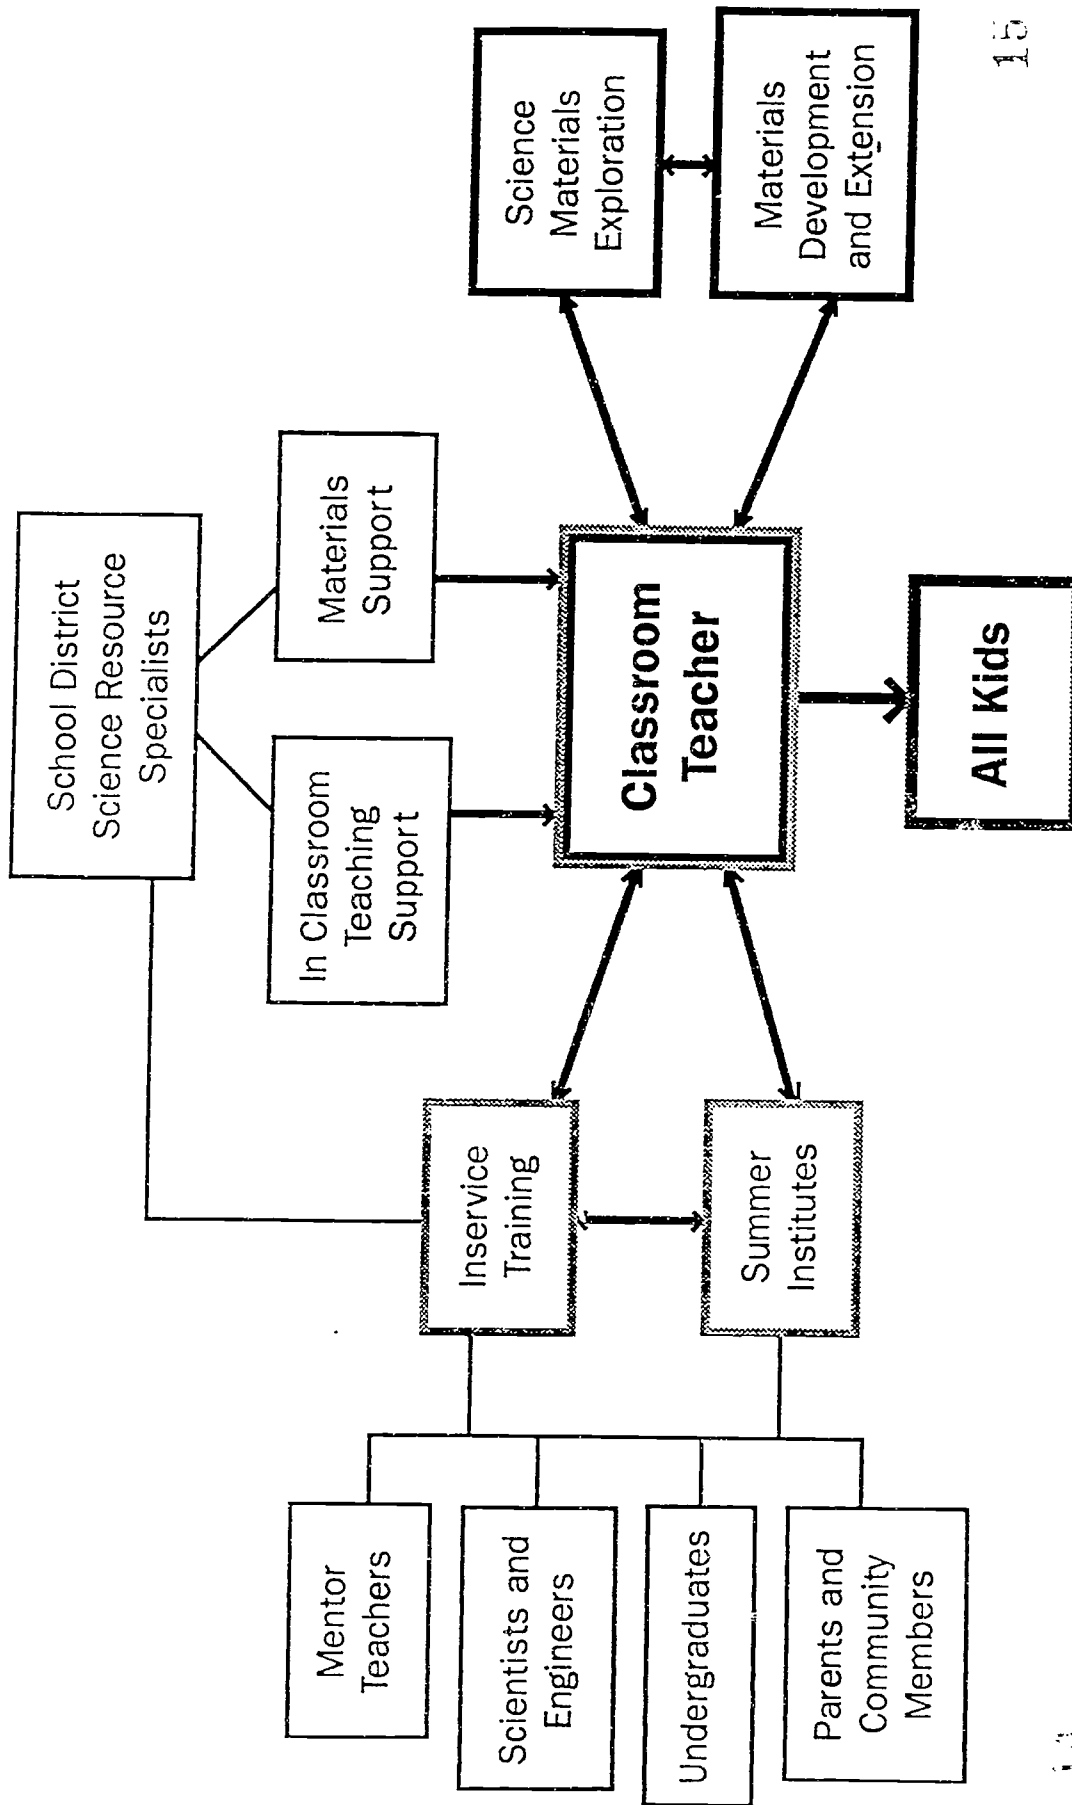 School District
Science Resource
Specialists
In Classroom
Teaching
Support
Materials
Support
Mentor
Teachers
Scientists and
Engineers
Undergraduates
Parents and
Community
Members
Inservice
Training
Summer
Institutes
Classroom
Teacher
Science
Materials
Exploration
Materials
Development
and Extension
All Kids
15